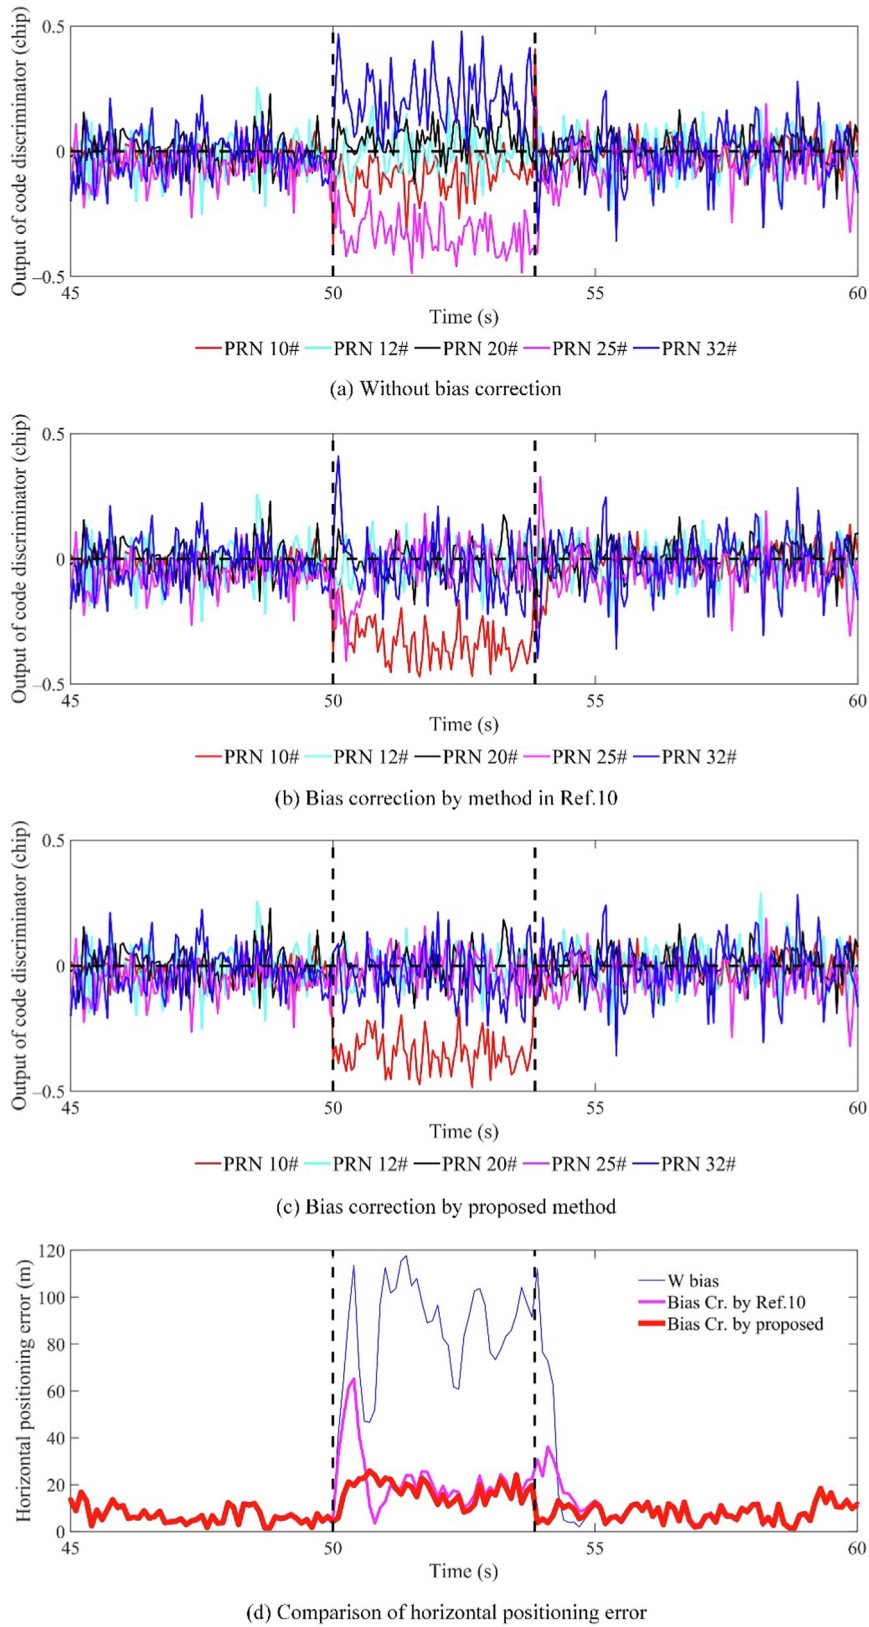 0.5
0
–0.5
Output of code discriminator (chip)
45 50 55 60
Time (s)
PRN 10# PRN 12# PRN 20# PRN 25# PRN 32#
(a) Without bias correction
0.5
0
–0.5
Output of code discriminator (chip)
45 50 55 60
Time (s)
PRN 10# PRN 12# PRN 20# PRN 25# PRN 32#
(b) Bias correction by method in Ref.10
0.5
0
–0.5
Output of code discriminator (chip)
45 50 55 60
Time (s)
PRN 10# PRN 12# PRN 20# PRN 25# PRN 32#
(c) Bias correction by proposed method
120
100
80
60
40
20
0
Horizontal positioning error (m)
W bias
Bias Cr. by Ref.10
Bias Cr. by proposed
45 50 55 60
Time (s)
(d) Comparison of horizontal positioning error